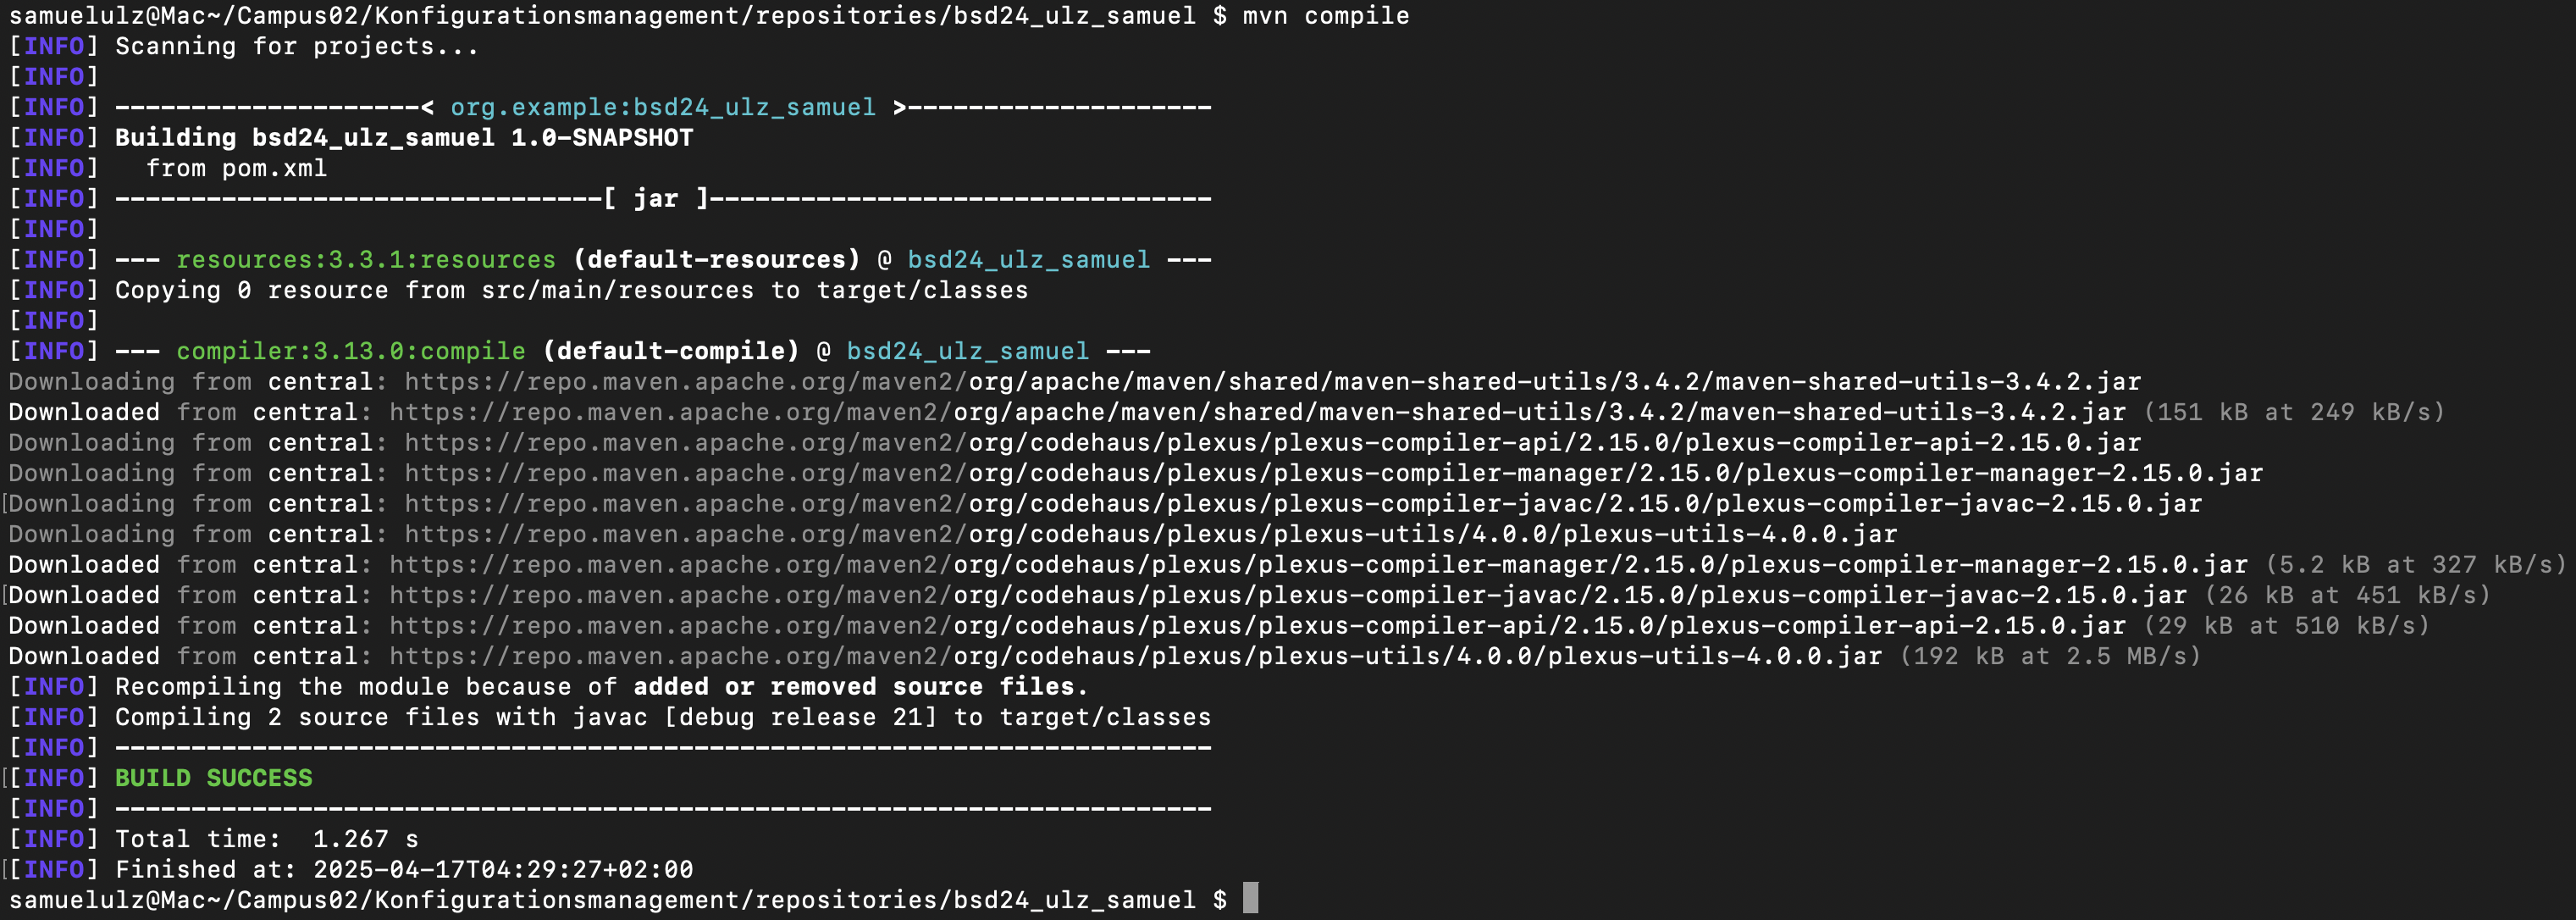 samuelulz@Mac~/Campus02/Konfigurationsmanagement/repositories/bsd24_ulz_samuel $ mvn compile
[INFO] Scanning for projects...
[INFO]
[INFO] --------------------< org.example:bsd24_ulz_samuel >--------------------
[INFO] Building bsd24_ulz_samuel 1.0-SNAPSHOT
[INFO]   from pom.xml
[INFO] --------------------------------[ jar ]---------------------------------
[INFO]
[INFO] --- resources:3.3.1:resources (default-resources) @ bsd24_ulz_samuel ---
[INFO] Copying 0 resource from src/main/resources to target/classes
[INFO]
[INFO] --- compiler:3.13.0:compile (default-compile) @ bsd24_ulz_samuel ---
Downloading from central: https://repo.maven.apache.org/maven2/org/apache/maven/shared/maven-shared-utils/3.4.2/maven-shared-utils-3.4.2.jar
Downloaded from central: https://repo.maven.apache.org/maven2/org/apache/maven/shared/maven-shared-utils/3.4.2/maven-shared-utils-3.4.2.jar (151 kB at 249 kB/s)
Downloading from central: https://repo.maven.apache.org/maven2/org/codehaus/plexus/plexus-compiler-api/2.15.0/plexus-compiler-api-2.15.0.jar
Downloading from central: https://repo.maven.apache.org/maven2/org/codehaus/plexus/plexus-compiler-manager/2.15.0/plexus-compiler-manager-2.15.0.jar
[Downloading from central: https://repo.maven.apache.org/maven2/org/codehaus/plexus/plexus-compiler-javac/2.15.0/plexus-compiler-javac-2.15.0.jar
Downloading from central: https://repo.maven.apache.org/maven2/org/codehaus/plexus/plexus-utils/4.0.0/plexus-utils-4.0.0.jar
Downloaded from central: https://repo.maven.apache.org/maven2/org/codehaus/plexus/plexus-compiler-manager/2.15.0/plexus-compiler-manager-2.15.0.jar (5.2 kB at 327 kB/s)
[Downloaded from central: https://repo.maven.apache.org/maven2/org/codehaus/plexus/plexus-compiler-javac/2.15.0/plexus-compiler-javac-2.15.0.jar (26 kB at 451 kB/s)
Downloaded from central: https://repo.maven.apache.org/maven2/org/codehaus/plexus/plexus-compiler-api/2.15.0/plexus-compiler-api-2.15.0.jar (29 kB at 510 kB/s)
Downloaded from central: https://repo.maven.apache.org/maven2/org/codehaus/plexus/plexus-utils/4.0.0/plexus-utils-4.0.0.jar (192 kB at 2.5 MB/s)
[INFO] Recompiling the module because of added or removed source files.
[INFO] Compiling 2 source files with javac [debug release 21] to target/classes
[INFO] ------------------------------------------------------------------------
[[INFO] BUILD SUCCESS
[INFO] ------------------------------------------------------------------------
[INFO] Total time:  1.267 s
[[INFO] Finished at: 2025-04-17T04:29:27+02:00
samuelulz@Mac~/Campus02/Konfigurationsmanagement/repositories/bsd24_ulz_samuel $